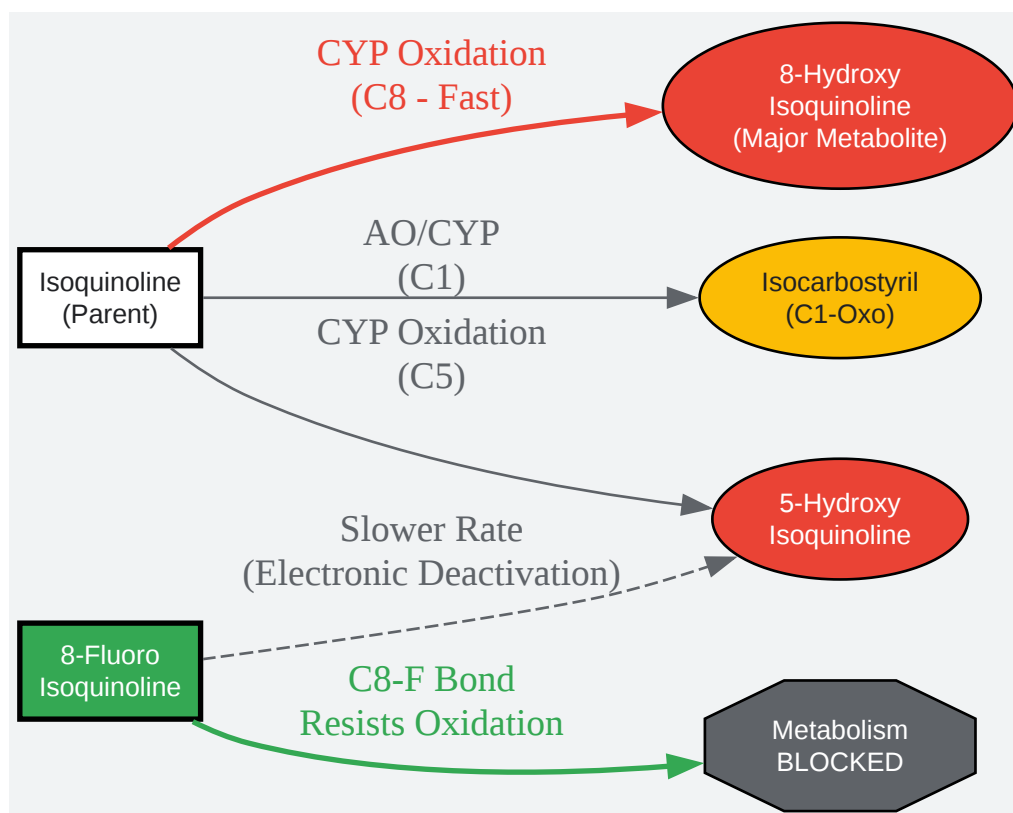 CYP Oxidation
(C8 - Fast)
8-Hydroxy
Isoquinoline
(Major Metabolite)
Isoquinoline
(Parent)
AO/CYP
(C1)
Isocarbostyril
(C1-Oxo)
CYP Oxidation
(C5)
5-Hydroxy
Isoquinoline
Slower Rate
(Electronic Deactivation)
8-Fluoro
Isoquinoline
C8-F Bond
Resists Oxidation
Metabolism
BLOCKED